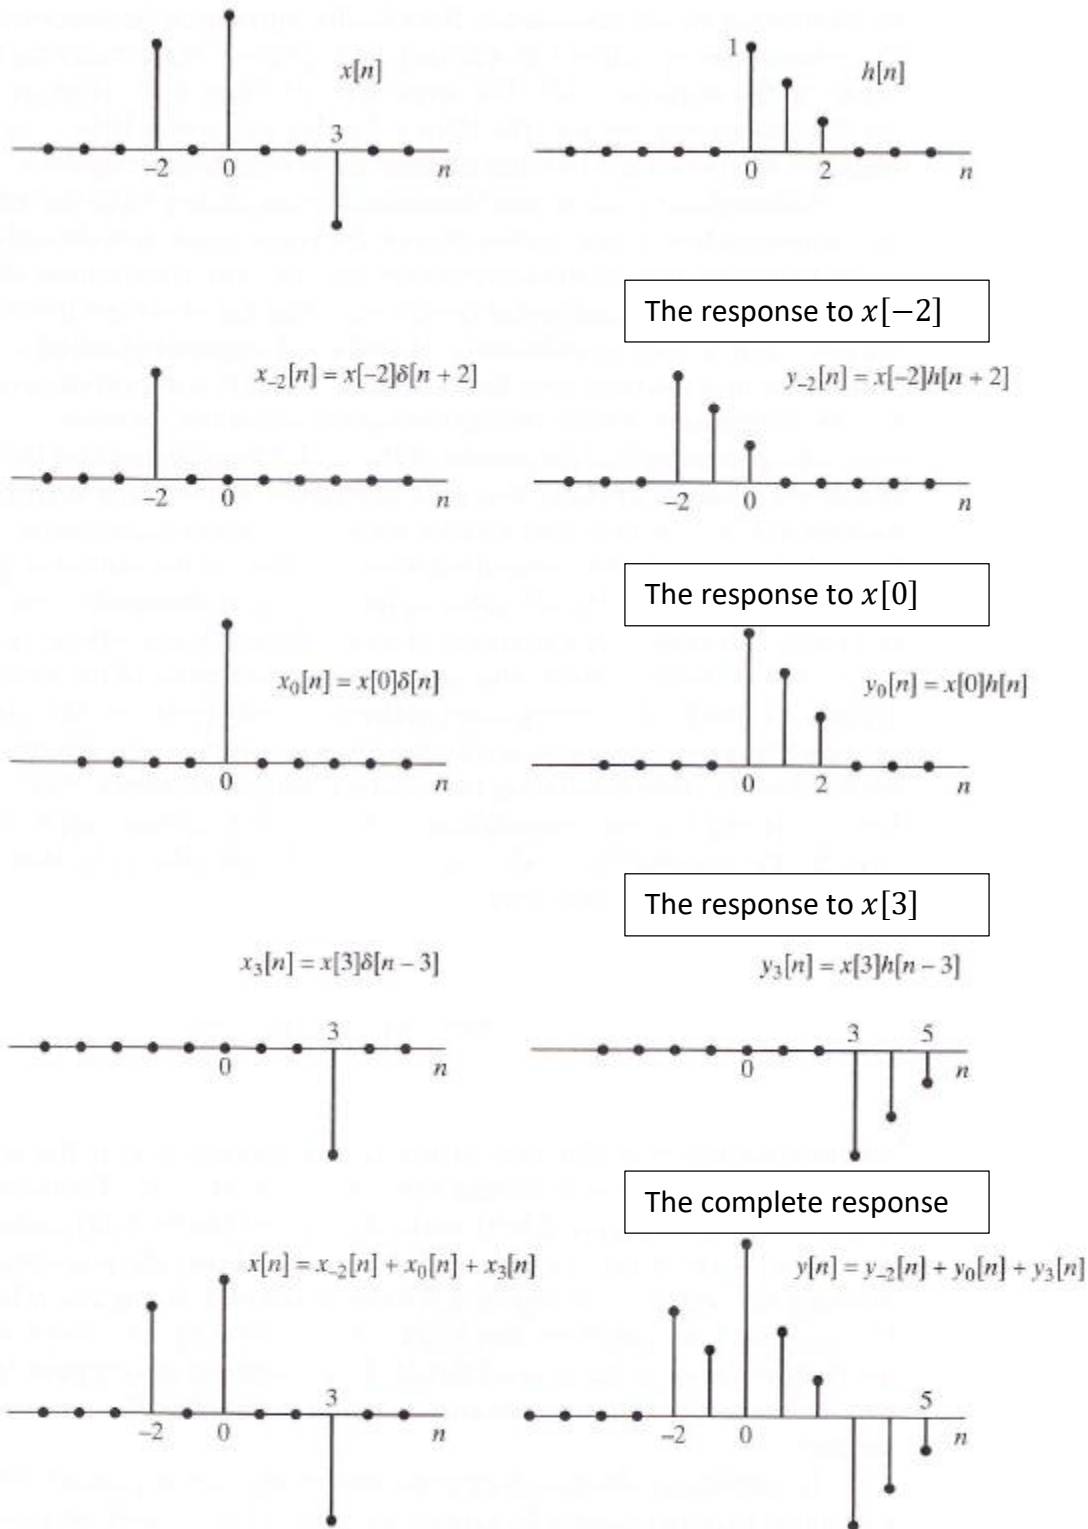 x[n]
3
−2
0
n
1
h[n]
0
2
n
The response to x[−2]
x₋₂[n] = x[−2]δ[n + 2]
−2
0
n
y₋₂[n] = x[−2]h[n + 2]
−2
0
n
The response to x[0]
x₀[n] = x[0]δ[n]
0
n
y₀[n] = x[0]h[n]
0
2
n
The response to x[3]
x₃[n] = x[3]δ[n − 3]
3
0
n
y₃[n] = x[3]h[n − 3]
3
5
0
n
The complete response
x[n] = x₋₂[n] + x₀[n] + x₃[n]
3
−2
0
n
y[n] = y₋₂[n] + y₀[n] + y₃[n]
5
−2
0
n